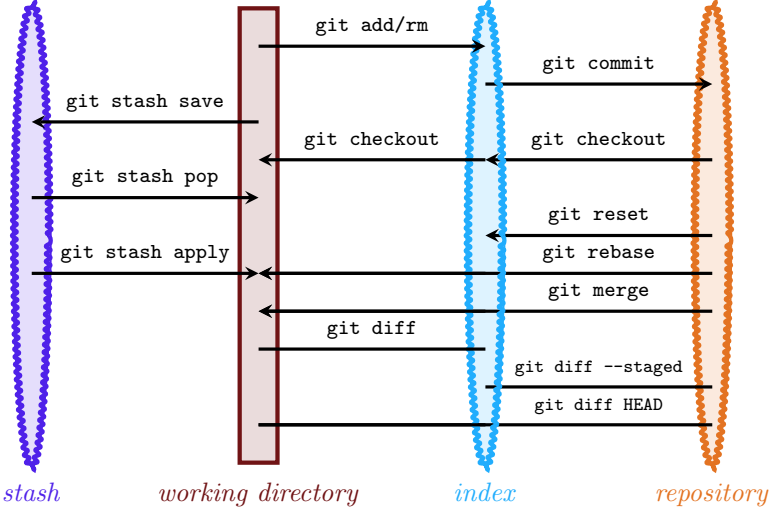 git add/rm
git commit
git stash save
git checkout git checkout
git stash pop
git reset
git stash apply git rebase
git merge
git diff
git diff --staged
git diff HEAD
stash working directory index repository